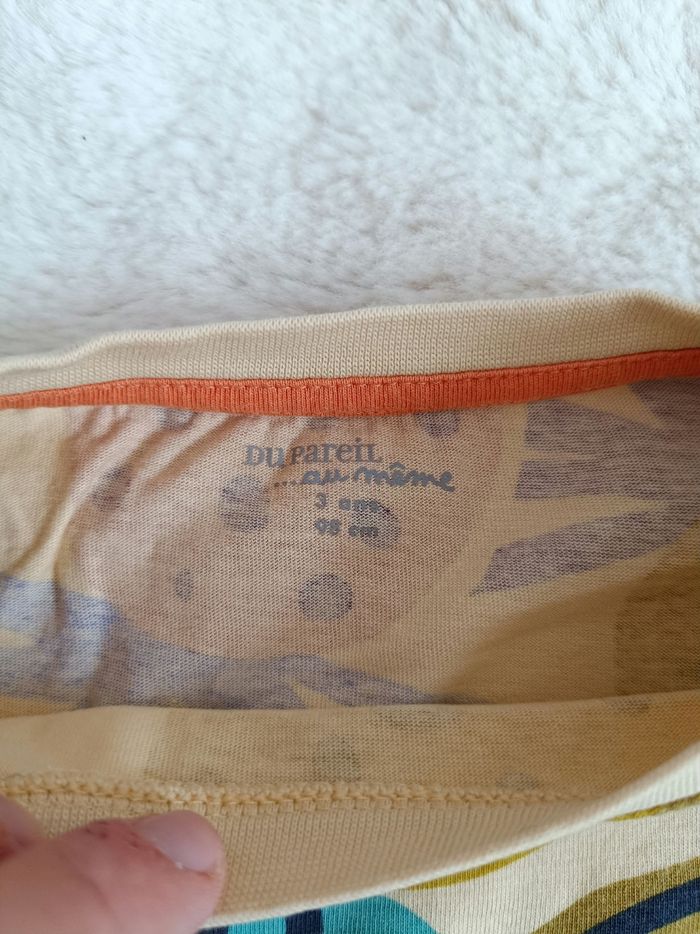 DU PareiL
....au même
3 ans
98 cm